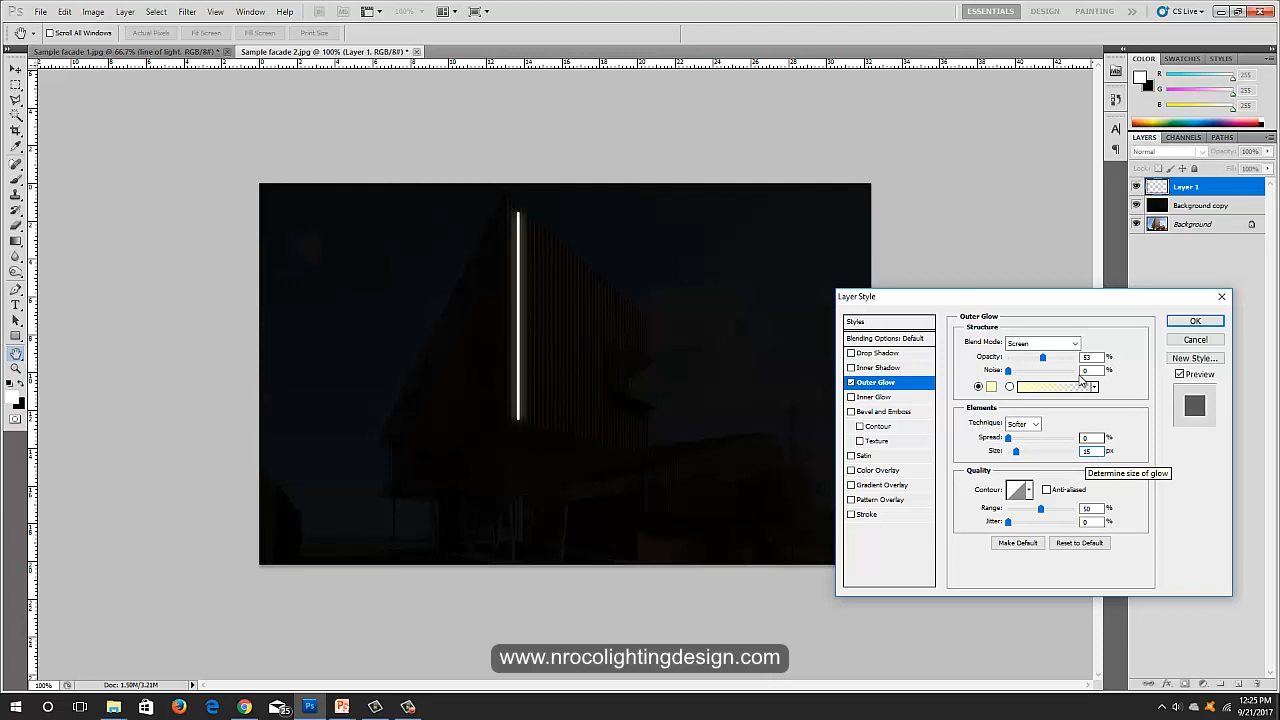 Ps File Edit Image Layer Select Filter Analysis View Window Help Br Mb 100%
ESSENTIALS DESIGN PAINTING CS Live
Scroll All Windows Actual Pixels Fit Screen Fill Screen Print Size
Sample facade 1.jpg @ 66.7% (line of light, RGB/8#) *
Sample facade 2.jpg @ 100% (Layer 1, RGB/8#) *
COLOR SWATCHES STYLES
R 255
G 255
B 255
LAYERS CHANNELS PATHS
Normal Opacity: 100%
Lock: Fill: 100%
Layer 1
Background copy
Background
Layer Style
Styles
Blending Options: Default
Drop Shadow
Inner Shadow
Outer Glow
Inner Glow
Bevel and Emboss
Contour
Texture
Satin
Color Overlay
Gradient Overlay
Pattern Overlay
Stroke
Outer Glow
Structure
Blend Mode: Screen
Opacity: 53 %
Noise: 0 %
Elements
Technique: Softer
Spread: 0 %
Size: 15 px
Determine size of glow
Quality
Contour: Anti-aliased
Range: 50 %
Jitter: 0 %
Make Default Reset to Default
OK
Cancel
New Style...
Preview
www.nrocolightingdesign.com
100% Doc: 1.50M/3.21M
12:25 PM
9/21/2017